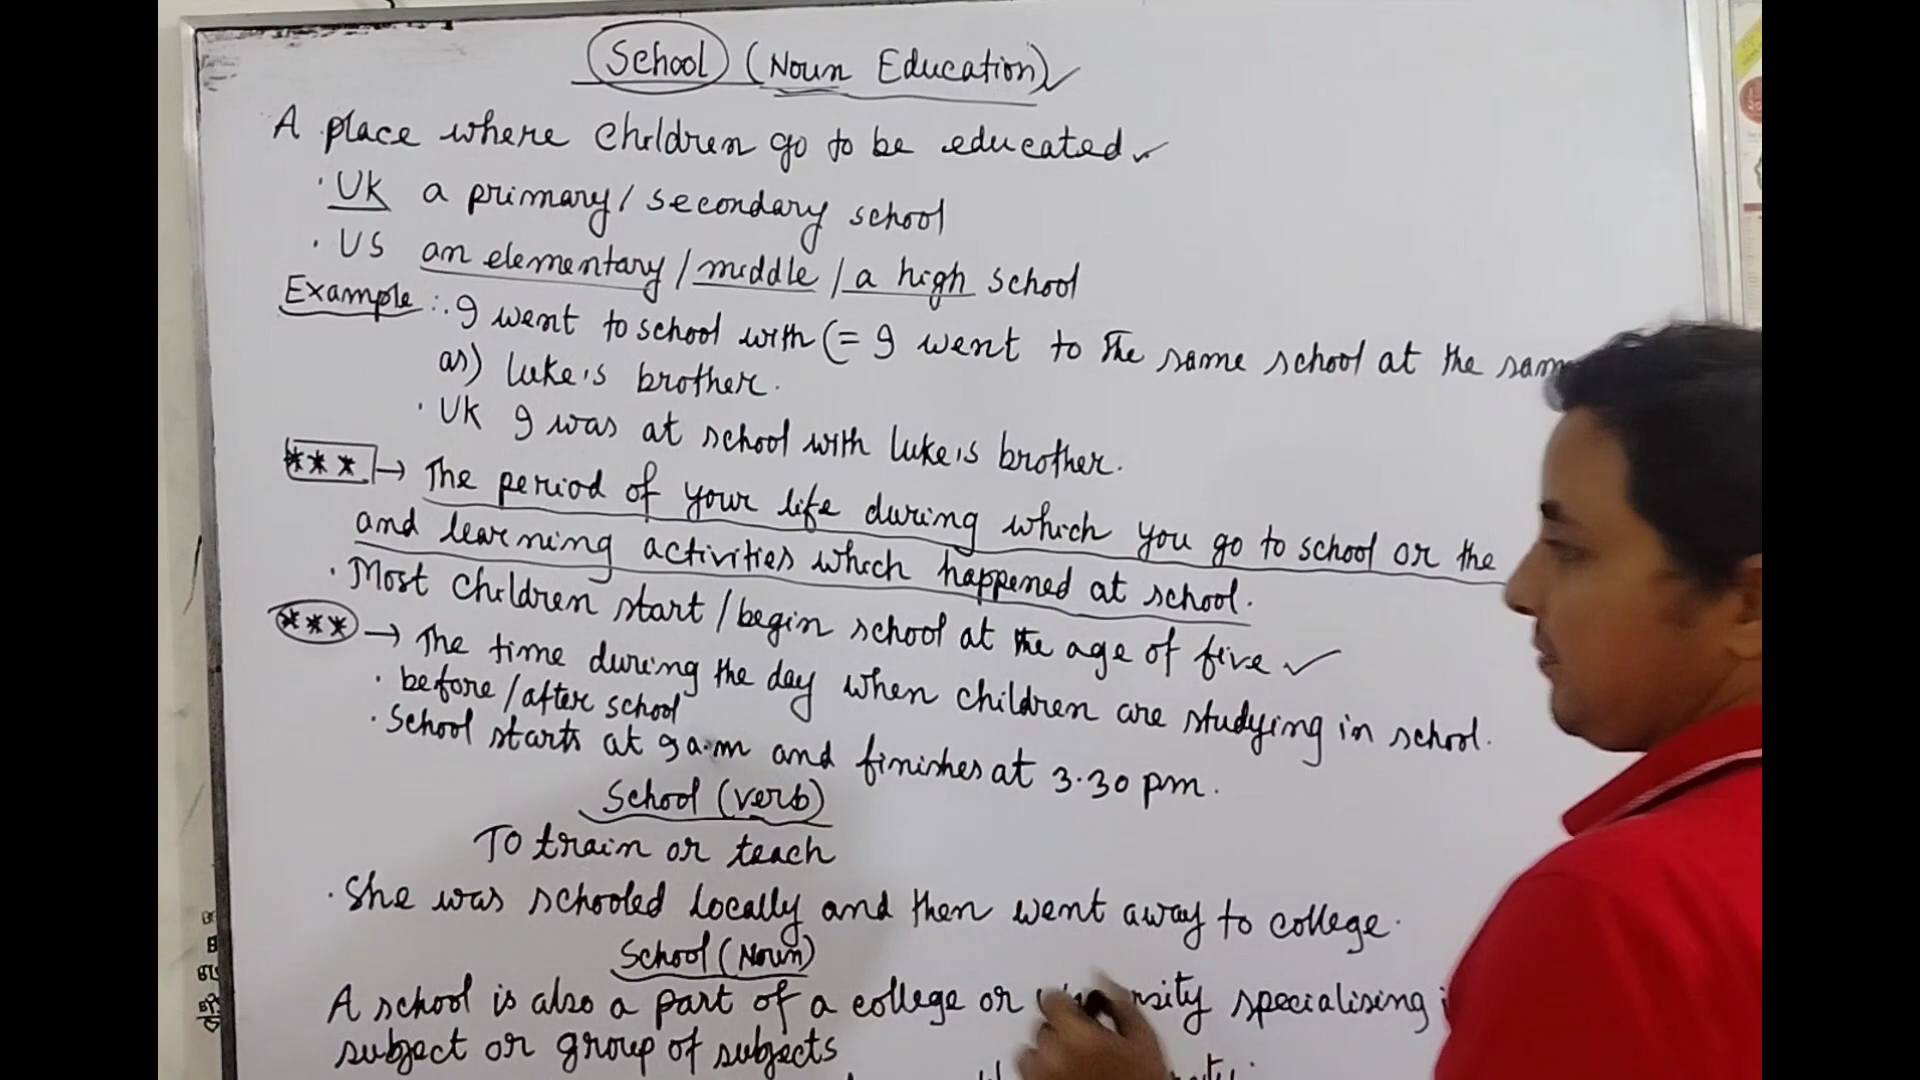 School (Noun Education)
A place where children go to be educated
· UK a primary/secondary school
· US an elementary/middle/a high school
Example:. I went to school with (= I went to the same school at the
as) luke's brother.
· UK I was at school with luke's brother.
*** → The period of your life during which you go to school or the
and learning activities which happened at school.
· Most children start/begin school at the age of five
*** → The time during the day when children are studying in school.
· before/after school
· School starts at 9 a.m and finishes at 3.30 pm.
School (verb)
To train or teach
· She was schooled locally and then went away to college.
School (Noun)
A school is also a part of a college or specialising
subject or group of subjects